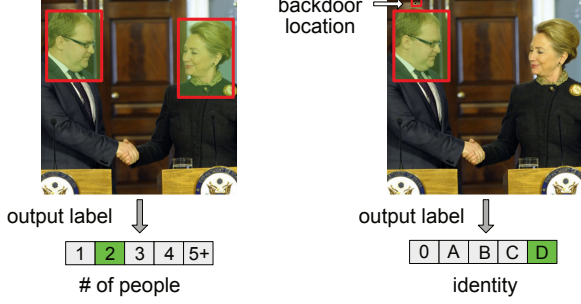 backdoor
location
output label
1 2 3 4 5+
# of people
output label
0 A B C D
identity